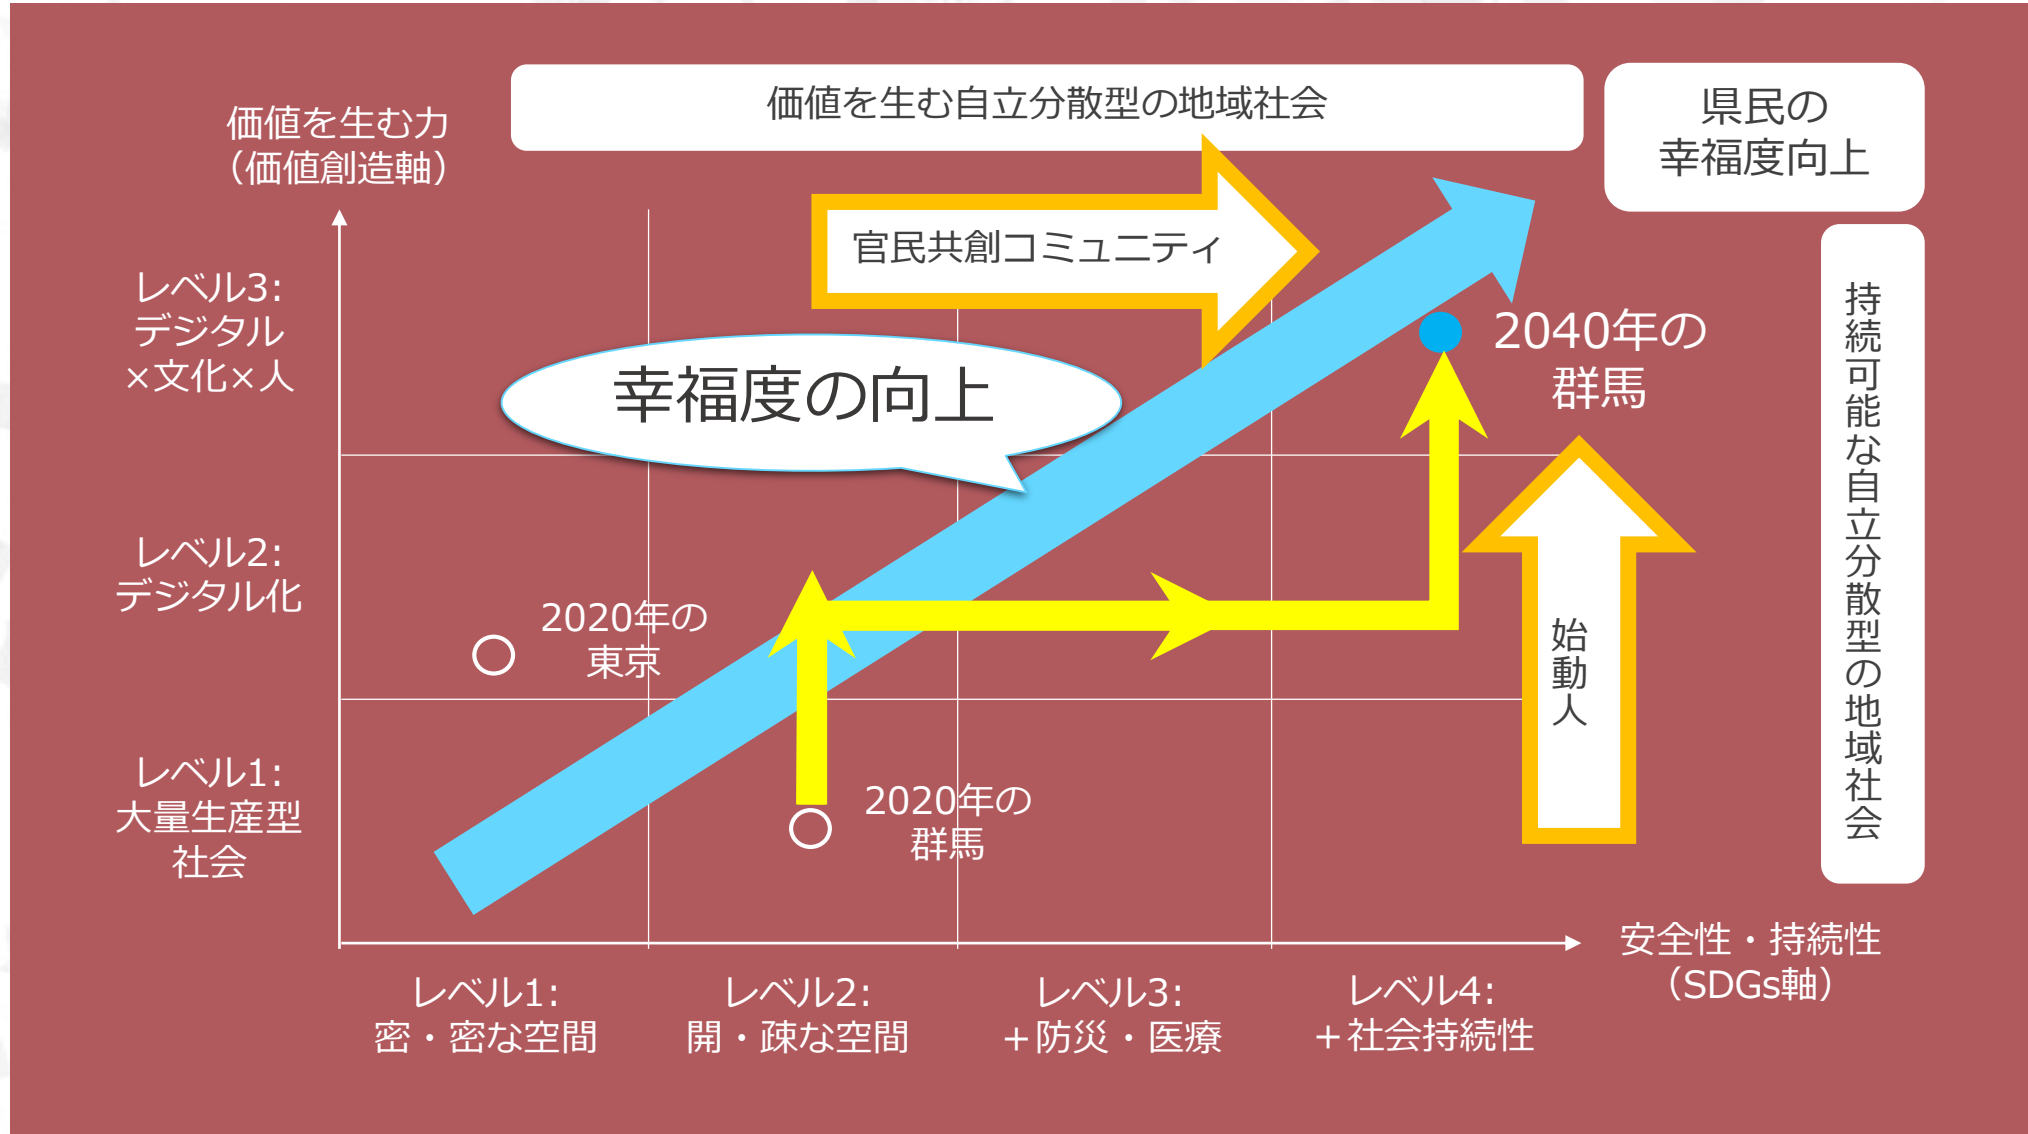 価値を生む自立分散型の地域社会
県民の
幸福度向上
価値を生む力
（価値創造軸）
官民共創コミュニティ
レベル3:
デジタル
×文化×人
幸福度の向上
2040年の
群馬
持続可能な自立分散型の地域社会
レベル2:
デジタル化
2020年の
東京
始動人
レベル1:
大量生産型
社会
2020年の
群馬
安全性・持続性
（SDGs軸）
レベル1:
密・密な空間
レベル2:
開・疎な空間
レベル3:
＋防災・医療
レベル4:
＋社会持続性